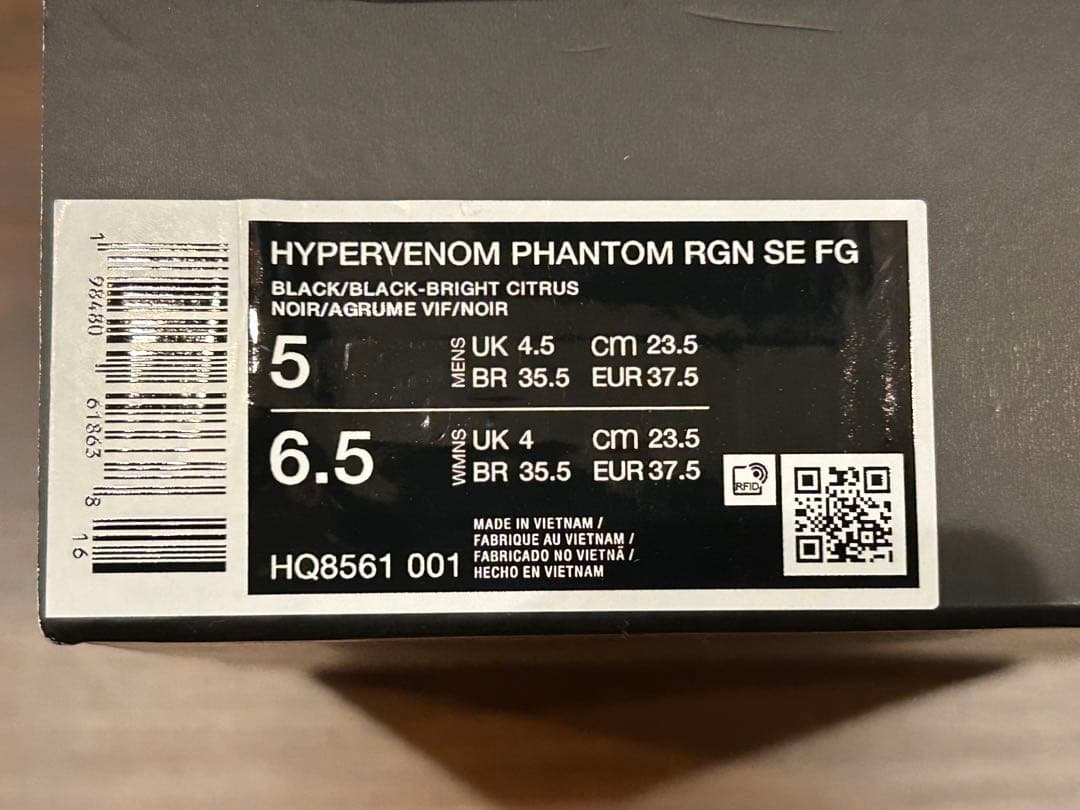 HYPERVENOM PHANTOM RGN SE FG
BLACK/BLACK-BRIGHT CITRUS
NOIR/AGRUME VIF/NOIR
5 MENS UK 4.5 cm 23.5
BR 35.5 EUR 37.5
6.5 WMNS UK 4 cm 23.5
BR 35.5 EUR 37.5
RFID
MADE IN VIETNAM /
FABRIQUE AU VIETNAM /
FABRICADO NO VIETNÃ /
HECHO EN VIETNAM
HQ8561 001
1 98480 61863 8 16